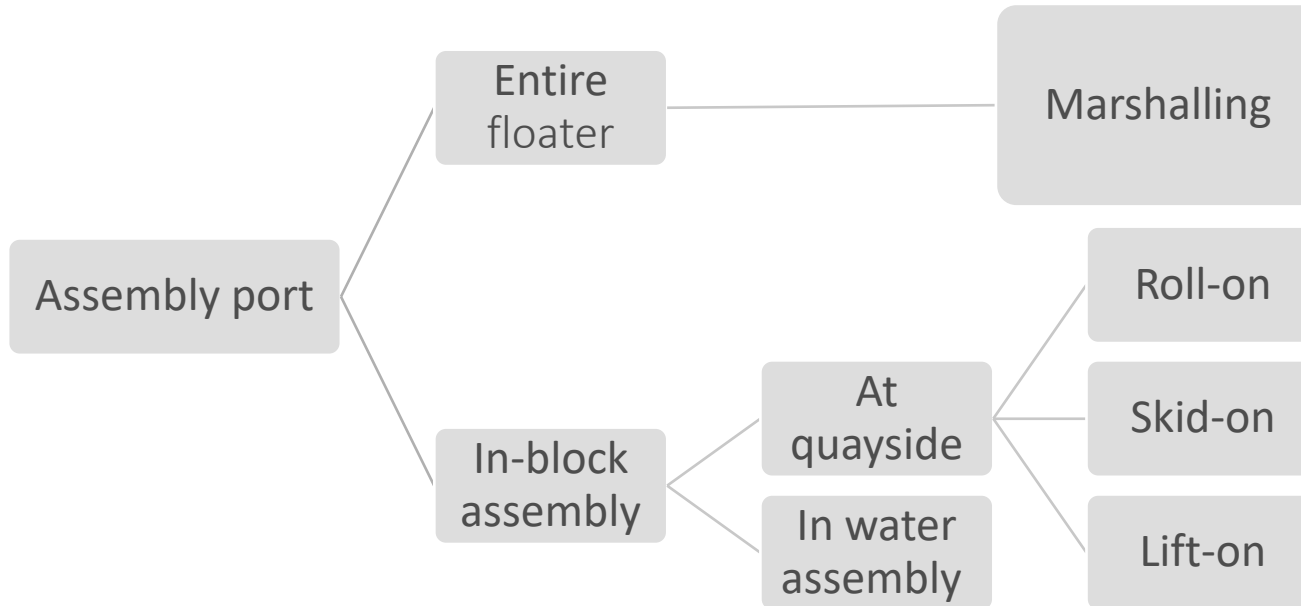 Entire
floater
Marshalling
Assembly port
Roll-on
At
quayside
Skid-on
In-block
assembly
In water
assembly
Lift-on